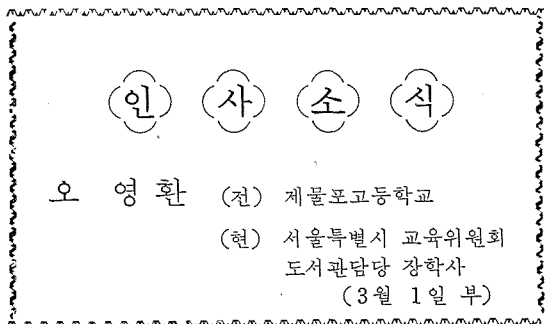 인 사 소 식
오 영 환 (전) 제물포고등학교
(현) 서울특별시 교육위원회
도서관담당 장학사
(3월 1일 부)